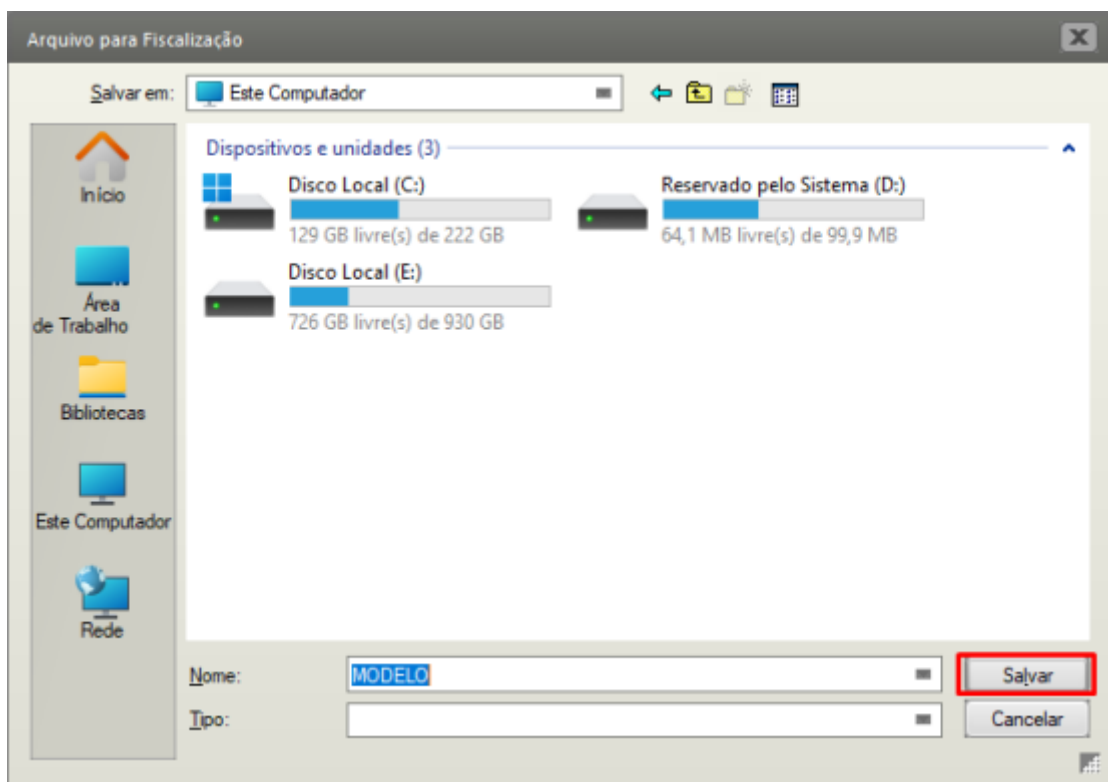 Arquivo para Fiscalização
Salvar em:
Este Computador
Início
Área
de Trabalho
Bibliotecas
Este Computador
Rede
Dispositivos e unidades (3)
Disco Local (C:)
129 GB livre(s) de 222 GB
Reservado pelo Sistema (D:)
64,1 MB livre(s) de 99,9 MB
Disco Local (E:)
726 GB livre(s) de 930 GB
Nome:
MODELO
Salvar
Tipo:
Cancelar